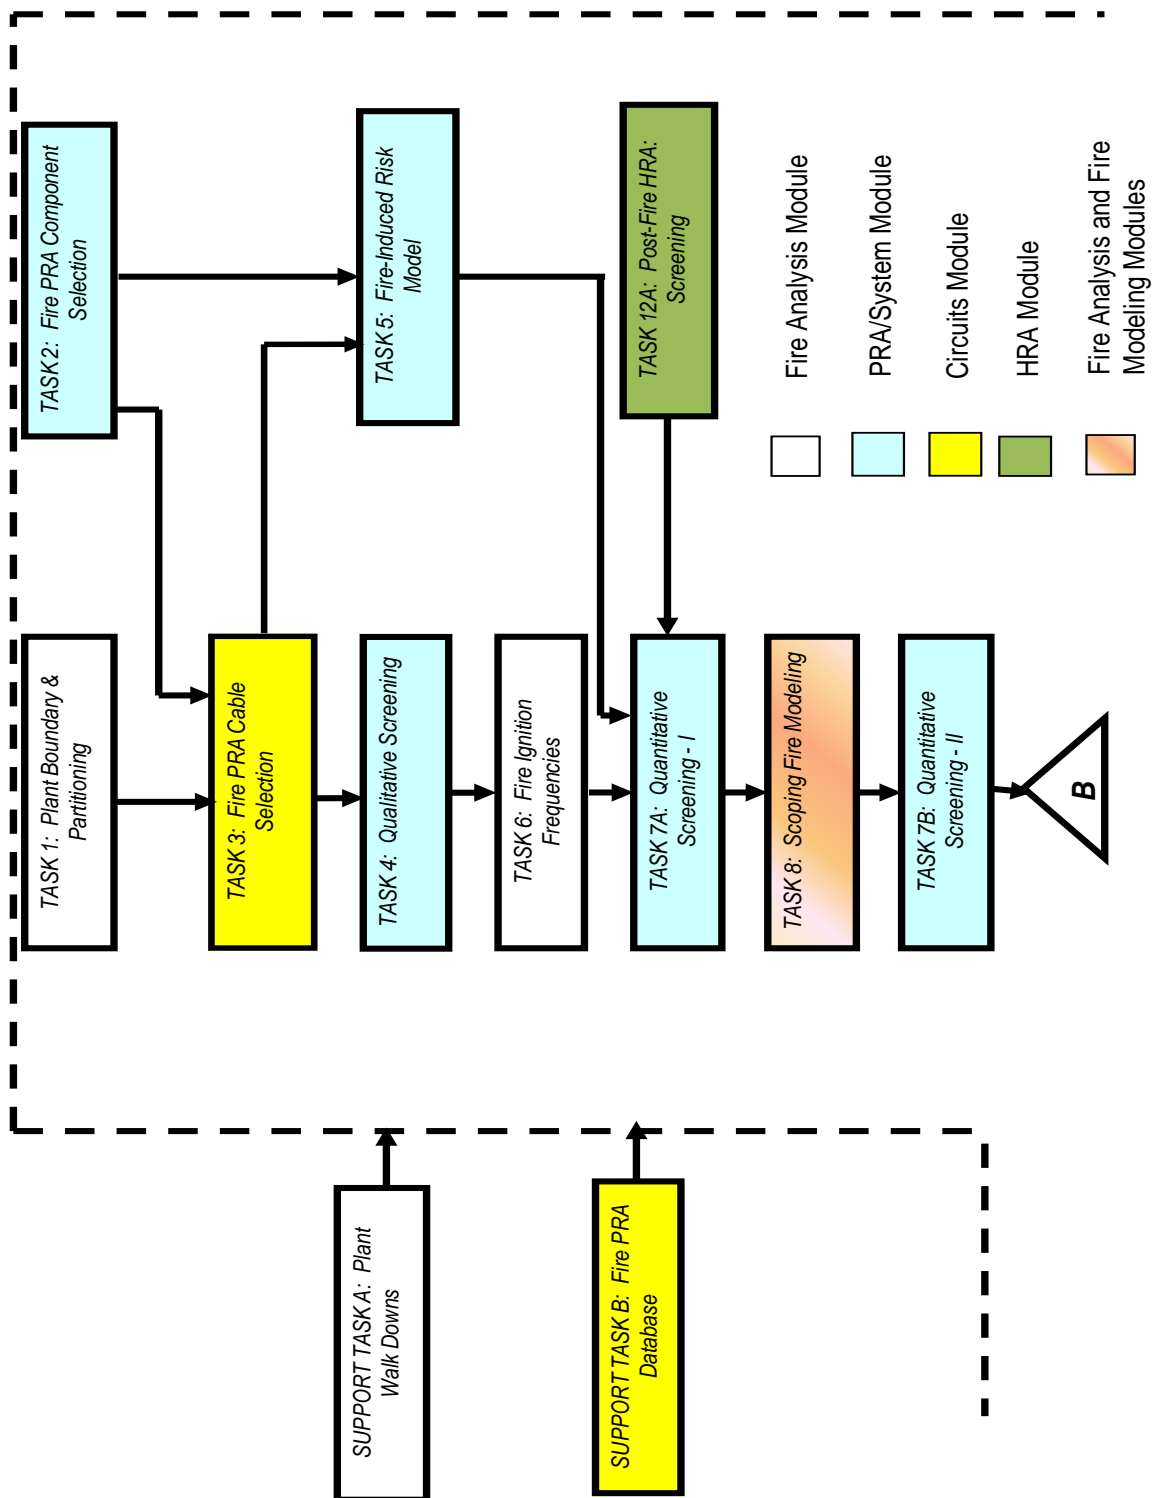 TASK 1: Plant Boundary &
Partitioning
TASK 2: Fire PRA Component
Selection
TASK 3: Fire PRA Cable
Selection
TASK 4: Qualitative Screening
TASK 5: Fire-Induced Risk
Model
TASK 6: Fire Ignition
Frequencies
TASK 7A: Quantitative
Screening - I
TASK 12A: Post-Fire HRA:
Screening
TASK 8: Scoping Fire Modeling
TASK 7B: Quantitative
Screening - II
B
SUPPORT TASK A: Plant
Walk Downs
SUPPORT TASK B: Fire PRA
Database
Fire Analysis Module
PRA/System Module
Circuits Module
HRA Module
Fire Analysis and Fire
Modeling Modules